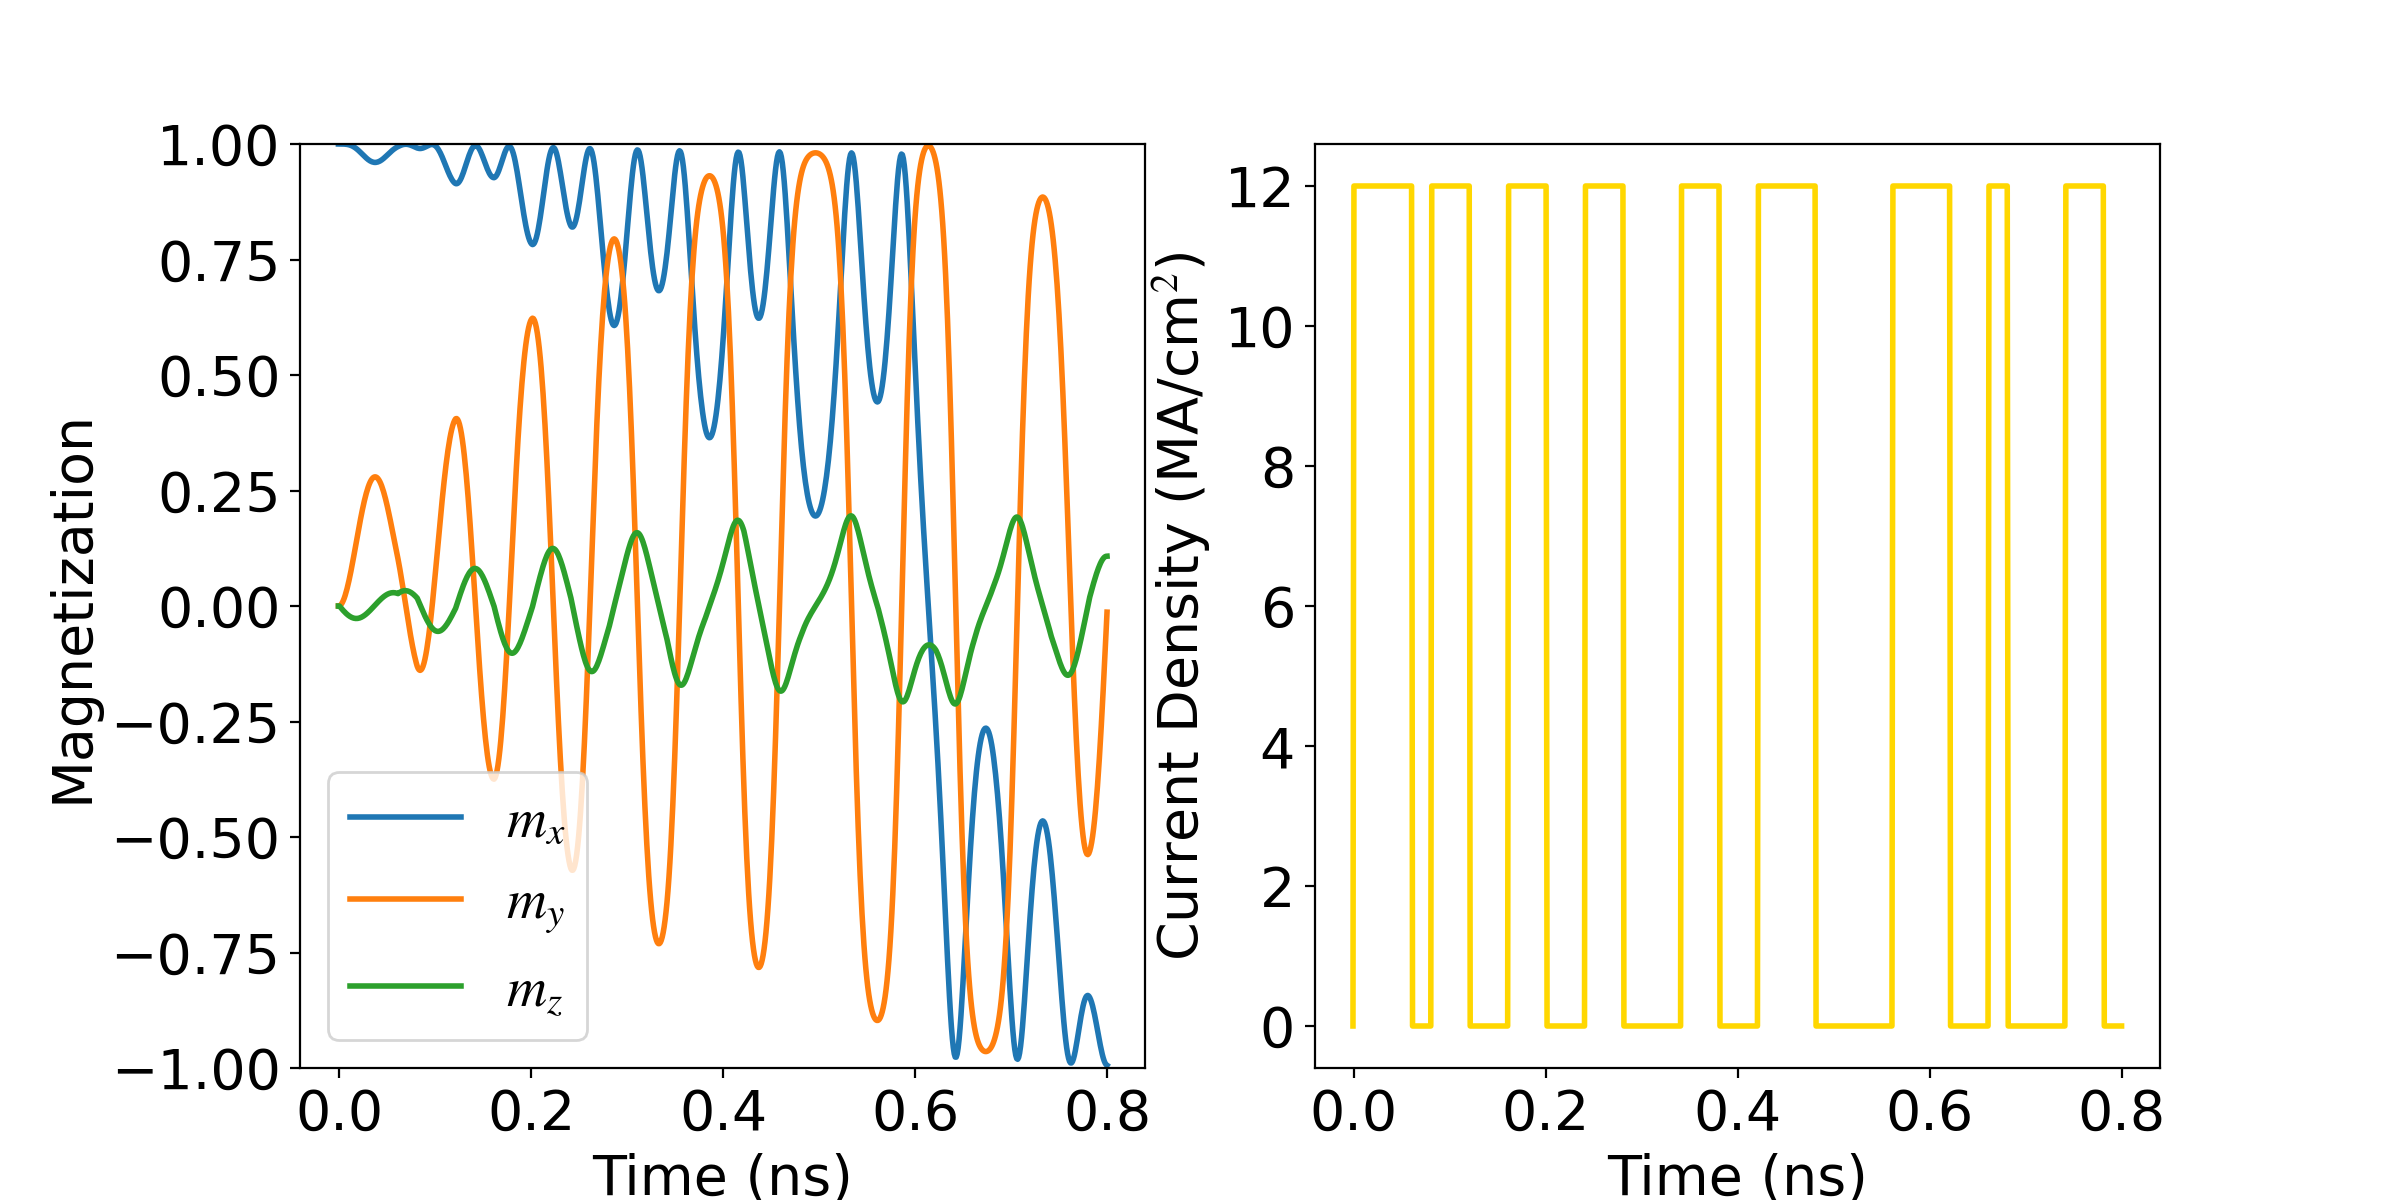 1.00
0.75
0.50
0.25
0.00
−0.25
−0.50
−0.75
−1.00
Magnetization
m_x
m_y
m_z
0.0 0.2 0.4 0.6 0.8
Time (ns)
12
10
8
6
4
2
0
Current Density (MA/cm²)
0.0 0.2 0.4 0.6 0.8
Time (ns)